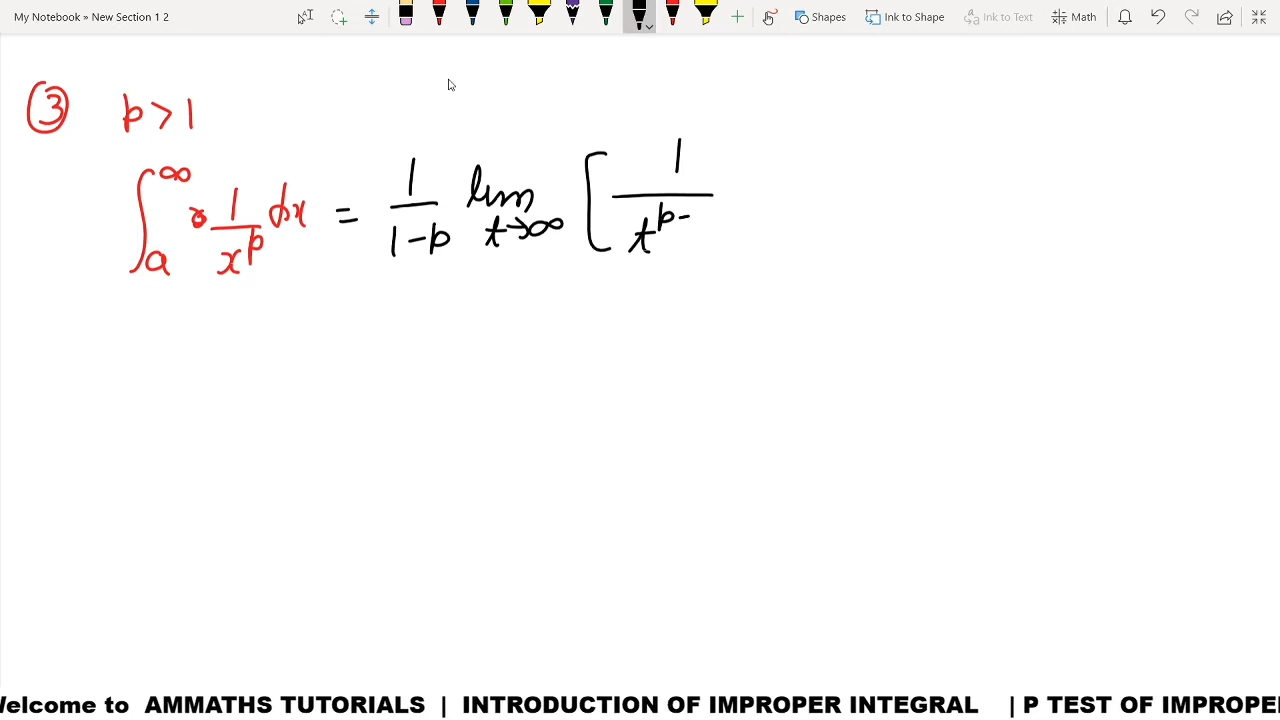 My Notebook » New Section 1 2
Shapes
Ink to Shape
Ink to Text
Math
③ p > 1
∫_a^∞ 1/x^p dx = 1/(1-p) lim_{t→∞} [ 1/t^{p-
Welcome to AMMATHS TUTORIALS | INTRODUCTION OF IMPROPER INTEGRAL | P TEST OF IMPROPE